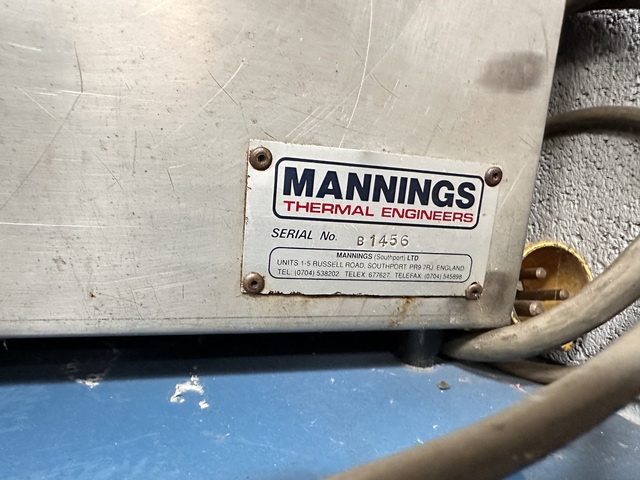 MANNINGS
THERMAL ENGINEERS
SERIAL No. B1456
MANNINGS (Southport) LTD
UNITS 1-5 RUSSELL ROAD, SOUTHPORT PR9 7RJ ENGLAND
TEL: (0704) 538202. TELEX 677627. TELEFAX (0704) 545898